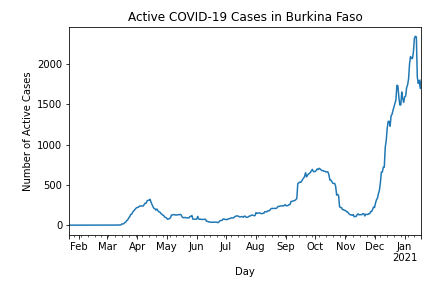 Active COVID-19 Cases in Burkina Faso
Number of Active Cases
2000
1500
1000
500
0
Feb Mar Apr May Jun Jul Aug Sep Oct Nov Dec Jan
2021
Day